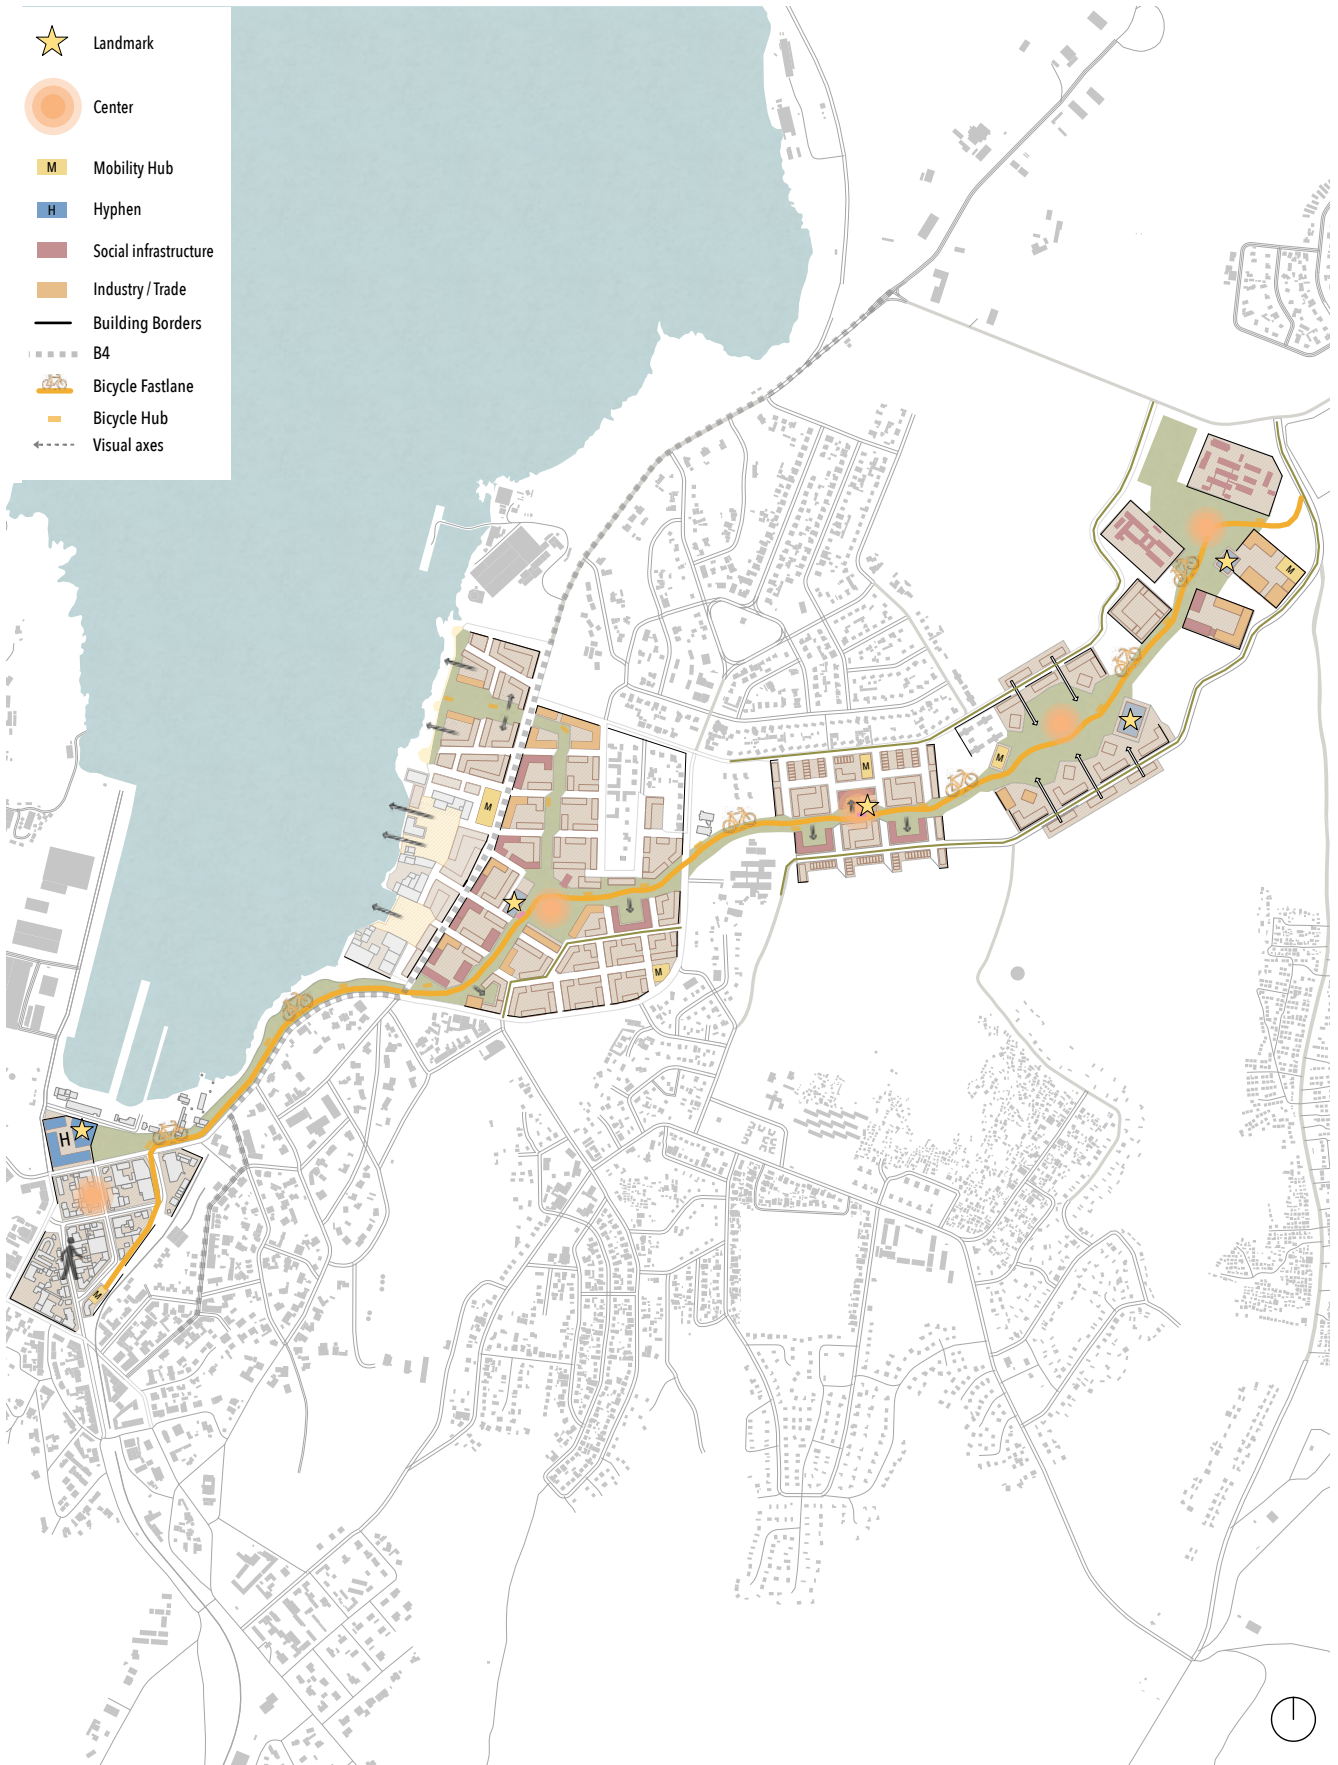 Landmark
Center
M Mobility Hub
H Hyphen
Social infrastructure
Industry / Trade
Building Borders
B4
Bicycle Fastlane
Bicycle Hub
Visual axes
M
M
M
M
M
H
M